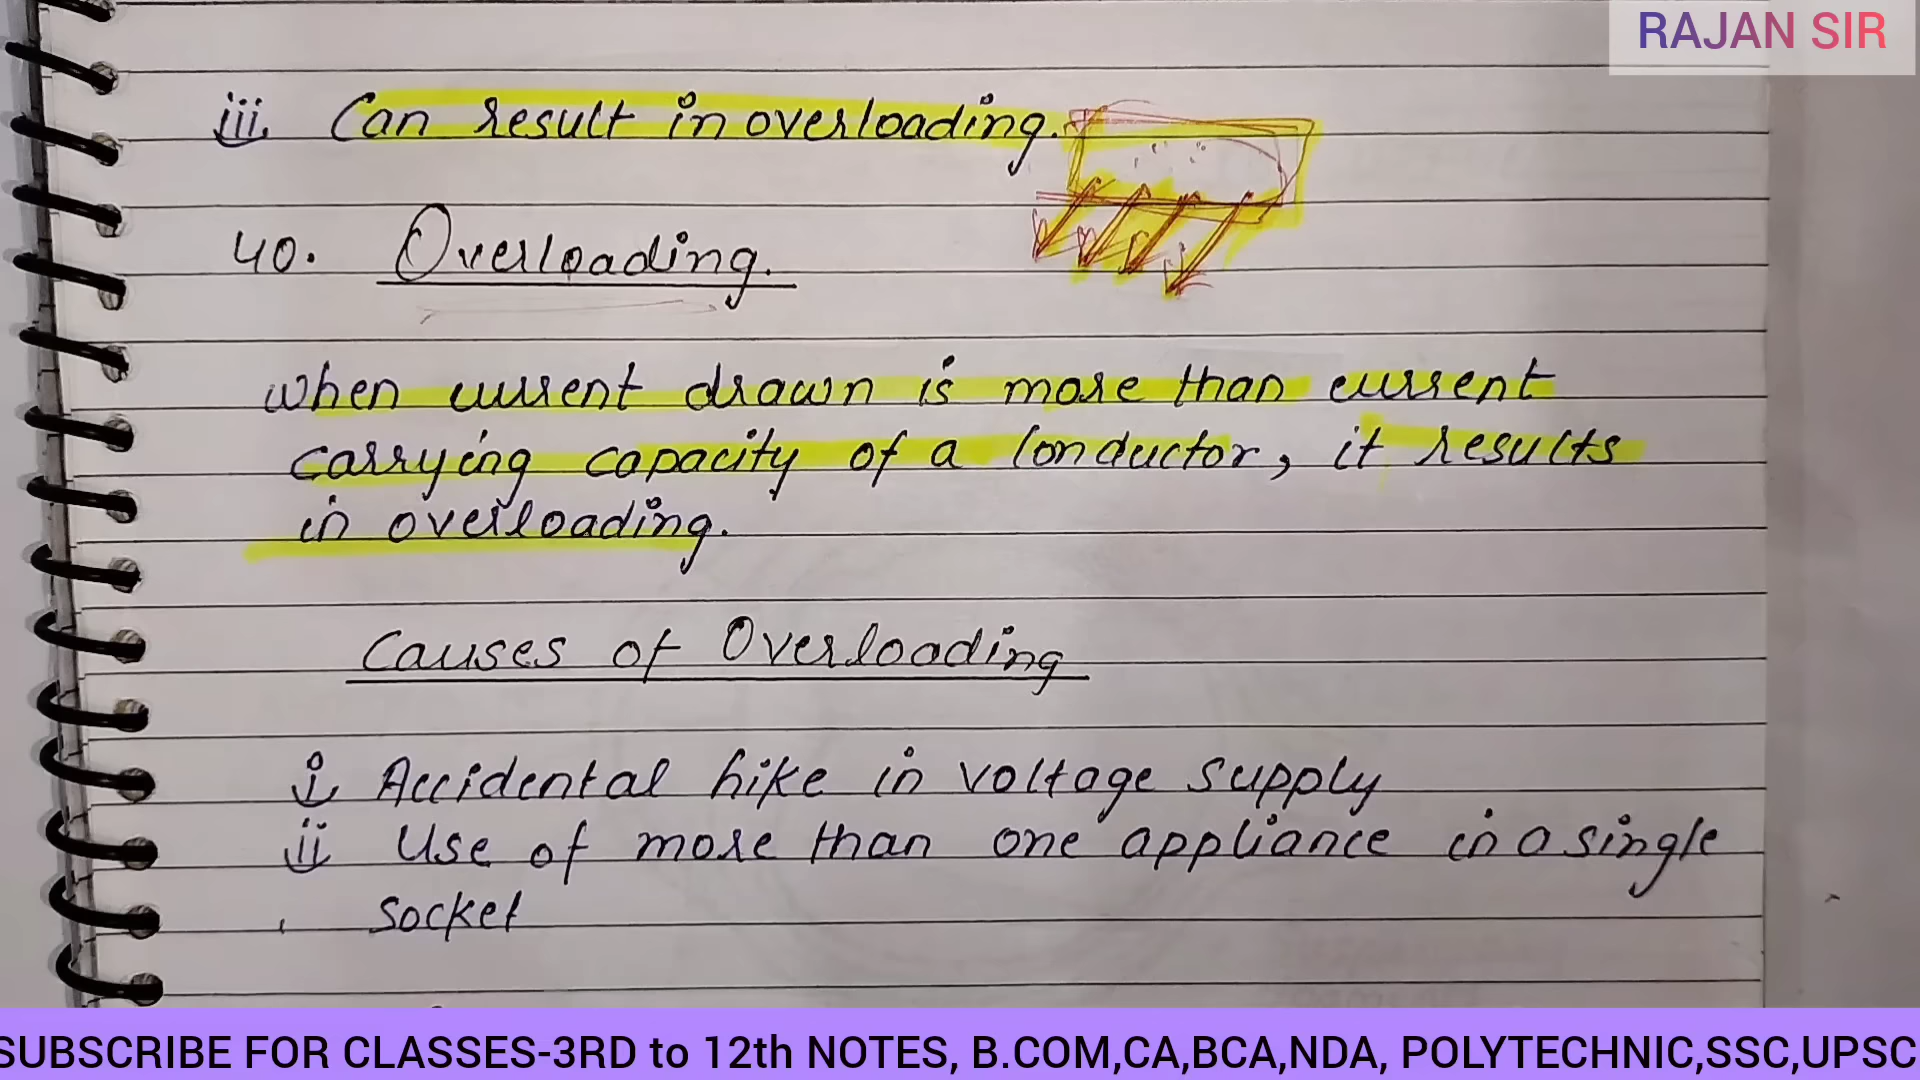 RAJAN SIR
iii, Can result in overloading.
40. Overloading.
When current drawn is more than current
carrying capacity of a conductor, it results
in overloading.
Causes of Overloading
i, Accidental hike in voltage supply
ii, Use of more than one appliance in a single
socket
SUBSCRIBE FOR CLASSES-3RD to 12th NOTES, B.COM,CA,BCA,NDA, POLYTECHNIC,SSC,UPSC